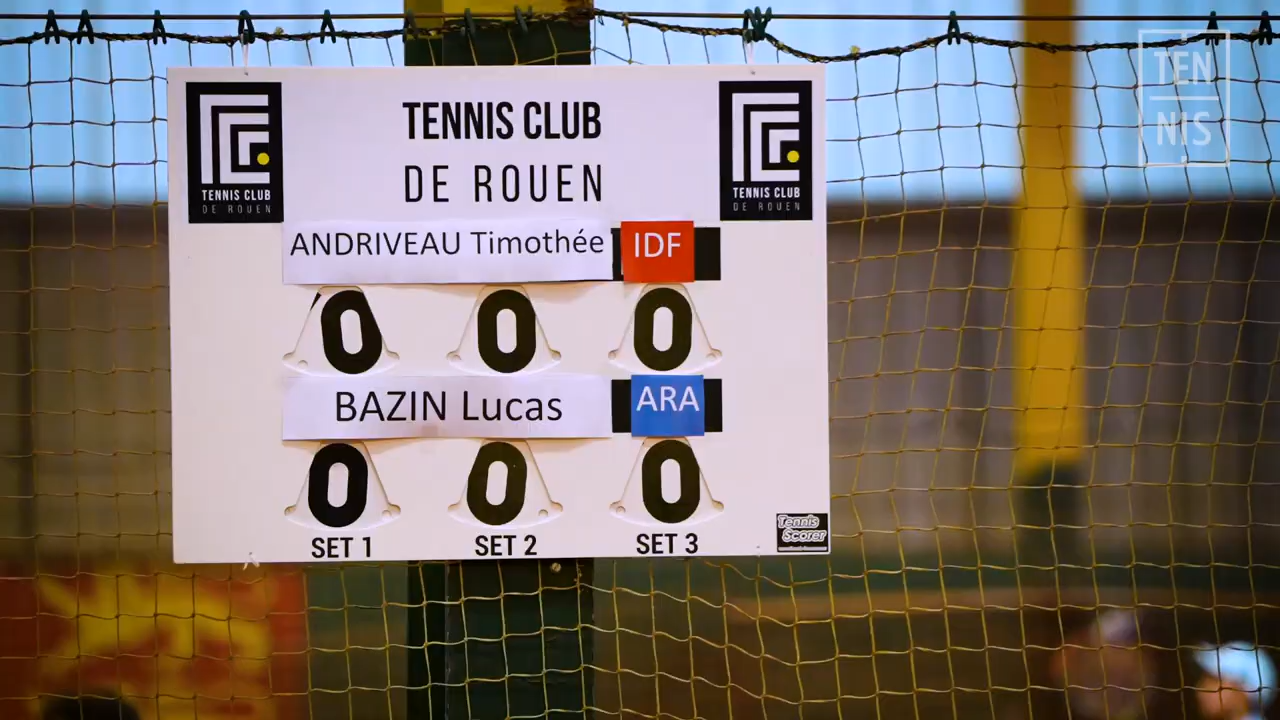 TEN
NIS
TENNIS CLUB
DE ROUEN
TENNIS CLUB
DE ROUEN
TENNIS CLUB
DE ROUEN
ANDRIVEAU Timothée IDF
0 0 0
BAZIN Lucas ARA
0 0 0
SET 1 SET 2 SET 3
Tennis
Scorer